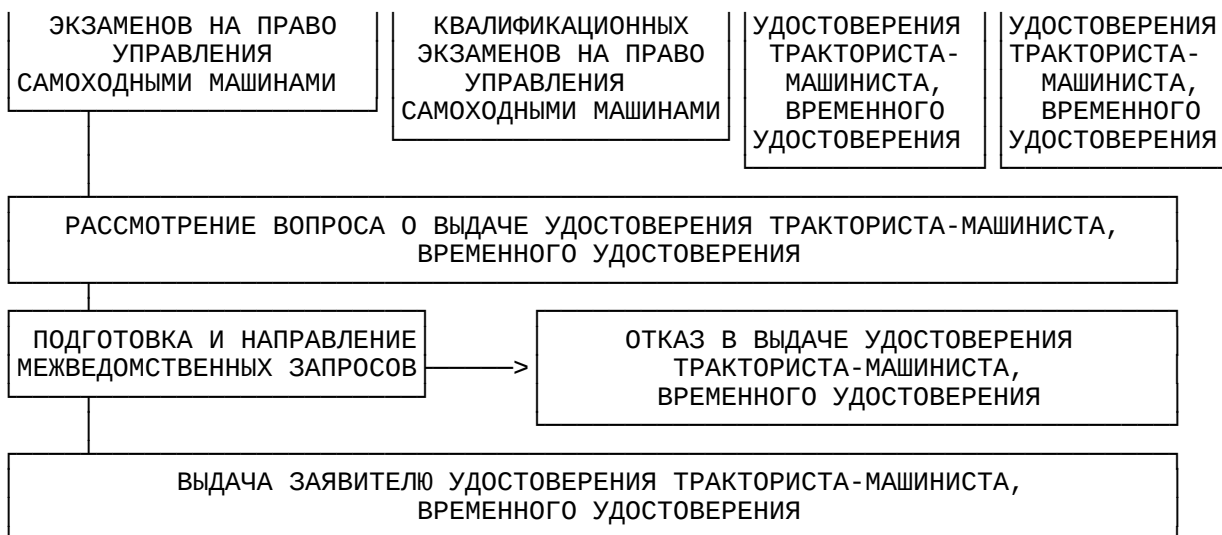 ЭКЗАМЕНОВ НА ПРАВО
УПРАВЛЕНИЯ
САМОХОДНЫМИ МАШИНАМИ
КВАЛИФИКАЦИОННЫХ
ЭКЗАМЕНОВ НА ПРАВО
УПРАВЛЕНИЯ
САМОХОДНЫМИ МАШИНАМИ
УДОСТОВЕРЕНИЯ
ТРАКТОРИСТА-
МАШИНИСТА,
ВРЕМЕННОГО
УДОСТОВЕРЕНИЯ
УДОСТОВЕРЕНИЯ
ТРАКТОРИСТА-
МАШИНИСТА,
ВРЕМЕННОГО
УДОСТОВЕРЕНИЯ
РАССМОТРЕНИЕ ВОПРОСА О ВЫДАЧЕ УДОСТОВЕРЕНИЯ ТРАКТОРИСТА-МАШИНИСТА,
ВРЕМЕННОГО УДОСТОВЕРЕНИЯ
ПОДГОТОВКА И НАПРАВЛЕНИЕ
МЕЖВЕДОМСТВЕННЫХ ЗАПРОСОВ
ОТКАЗ В ВЫДАЧЕ УДОСТОВЕРЕНИЯ
ТРАКТОРИСТА-МАШИНИСТА,
ВРЕМЕННОГО УДОСТОВЕРЕНИЯ
ВЫДАЧА ЗАЯВИТЕЛЮ УДОСТОВЕРЕНИЯ ТРАКТОРИСТА-МАШИНИСТА,
ВРЕМЕННОГО УДОСТОВЕРЕНИЯ